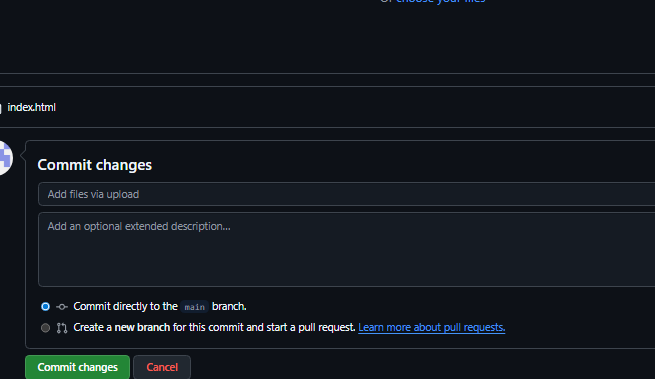 Or choose your files
index.html
Commit changes
Add files via upload
Add an optional extended description...
Commit directly to the main branch.
Create a new branch for this commit and start a pull request. Learn more about pull requests.
Commit changes
Cancel